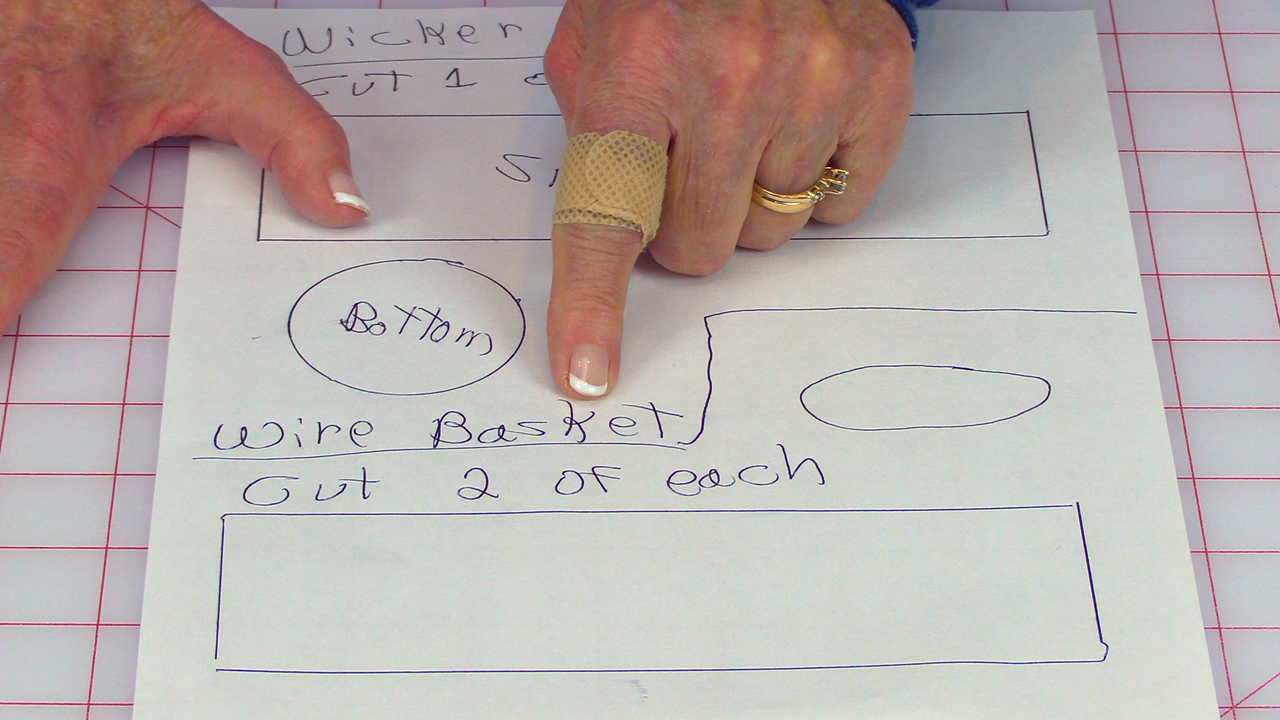 Wicker
Cut 1
Bottom
Wire Basket
Cut 2 of each